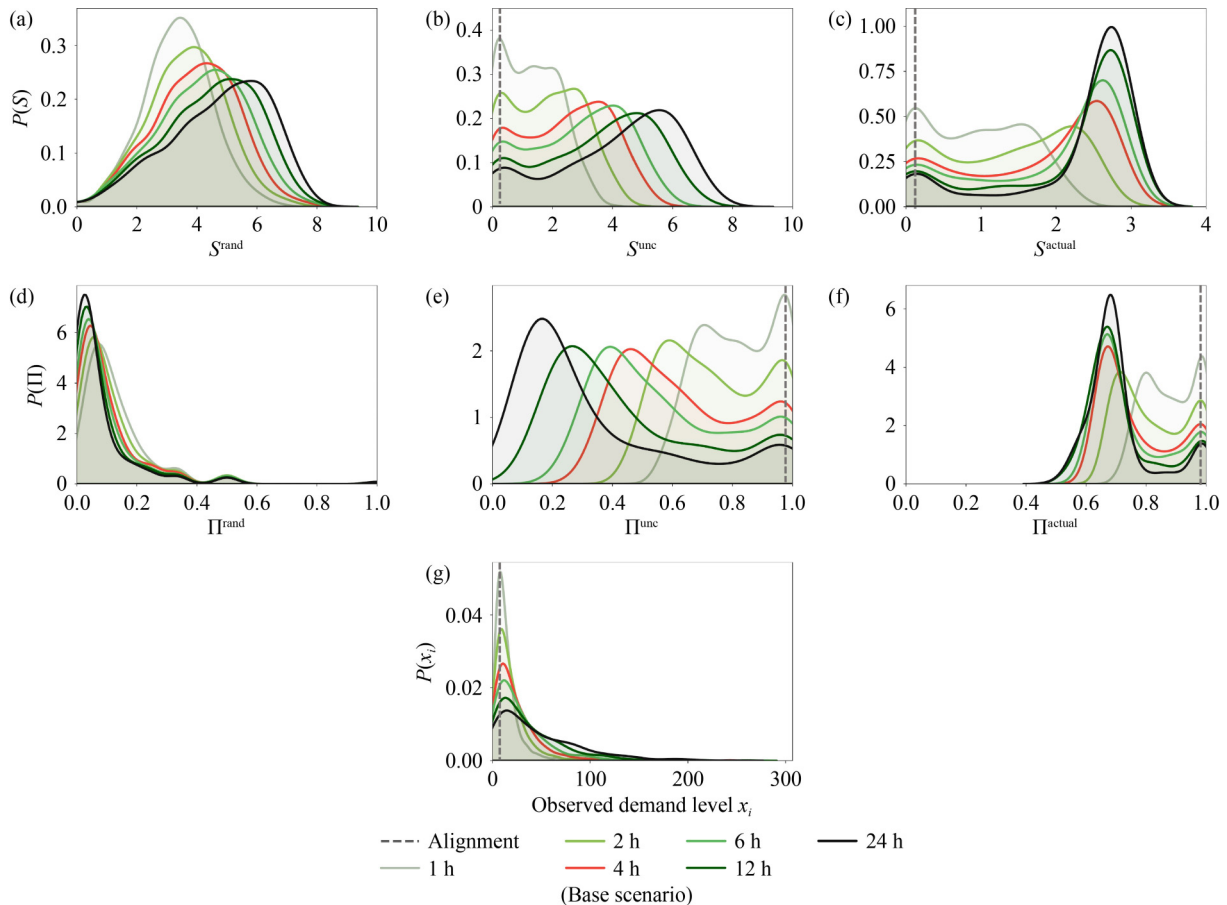 (a)
P(S)
0.3
0.2
0.1
0.0
0 2 4 6 8 10
S^rand
(b)
0.4
0.3
0.2
0.1
0.0
0 2 4 6 8 10
S^unc
(c)
1.00
0.75
0.50
0.25
0.00
0 1 2 3 4
S^actual
(d)
P(Π)
6
4
2
0
0.0 0.2 0.4 0.6 0.8 1.0
Π^rand
(e)
2
1
0
0.0 0.2 0.4 0.6 0.8 1.0
Π^unc
(f)
6
4
2
0
0.0 0.2 0.4 0.6 0.8 1.0
Π^actual
(g)
P(x_i)
0.04
0.02
0.00
0.0 100 200 300
Observed demand level x_i
Alignment 2 h 6 h 24 h
1 h 4 h 12 h
(Base scenario)